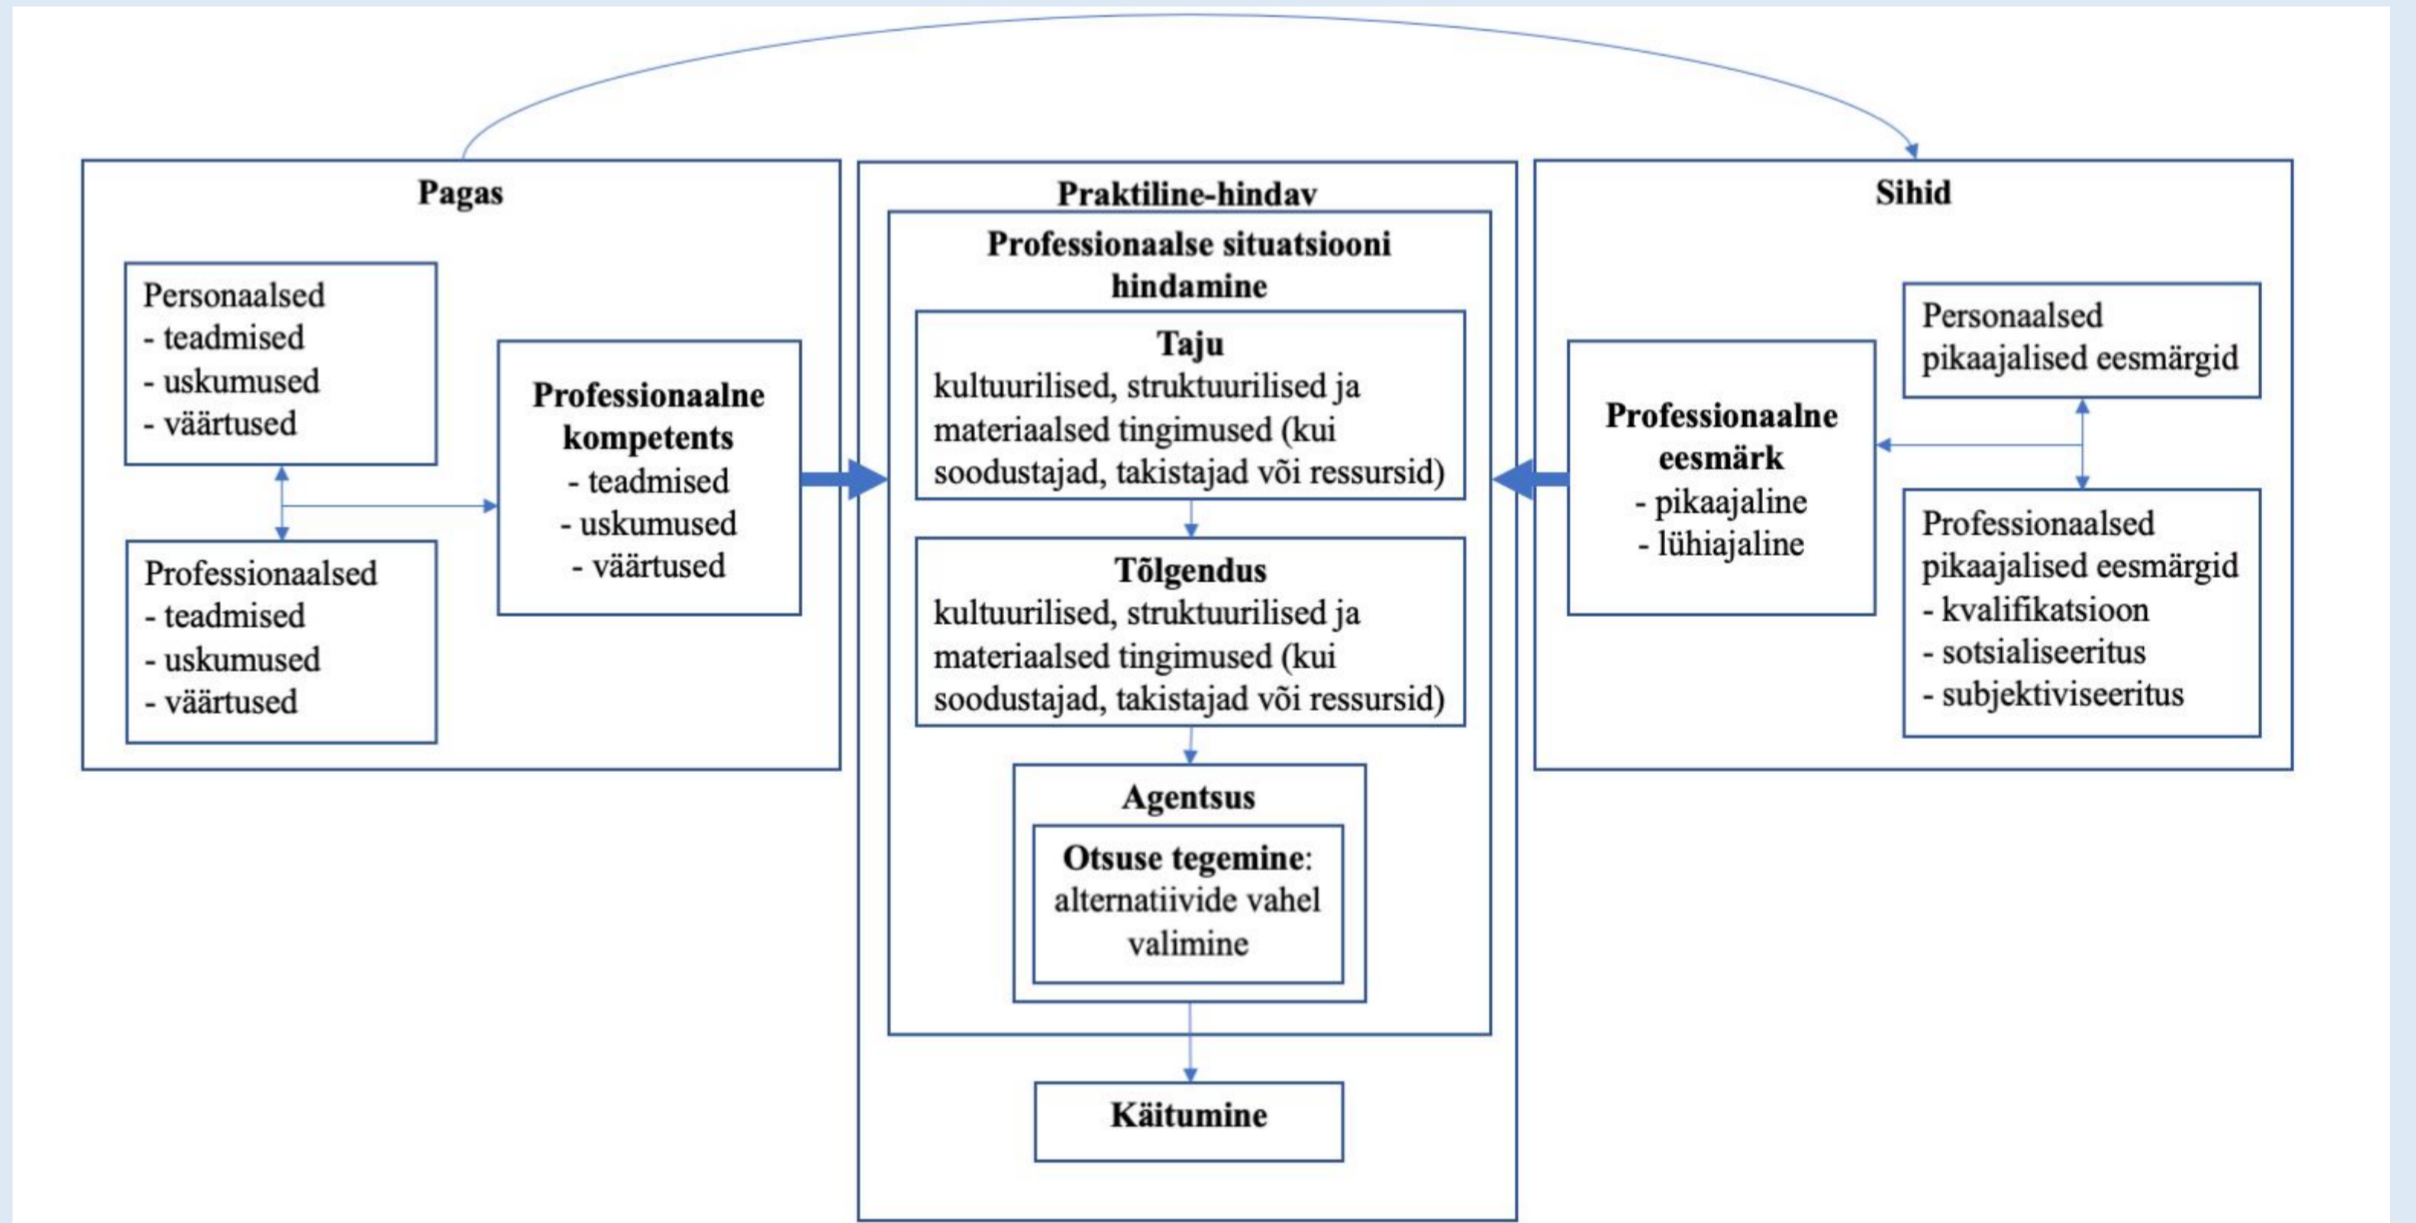 Pagas
Personaalsed
- teadmised
- uskumused
- väärtused
Professionaalsed
- teadmised
- uskumused
- väärtused
Professionaalne
kompetents
- teadmised
- uskumused
- väärtused
Praktiline-hindav
Professionaalse situatsiooni
hindamine
Taju
kultuurilised, struktuurilised ja
materiaalsed tingimused (kui
soodustajad, takistajad või ressursid)
Tõlgendus
kultuurilised, struktuurilised ja
materiaalsed tingimused (kui
soodustajad, takistajad või ressursid)
Agentsus
Otsuse tegemine:
alternatiivide vahel
valimine
Käitumine
Sihid
Professionaalne
eesmärk
- pikaajaline
- lühiajaline
Personaalsed
pikaajalised eesmärgid
Professionaalsed
pikaajalised eesmärgid
- kvalifikatsioon
- sotsialiseeritus
- subjektiviseeritus